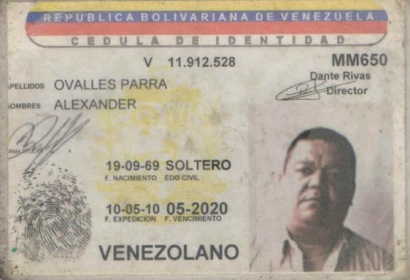 REPÚBLICA BOLIVARIANA DE VENEZUELA
CEDULA DE IDENTIDAD
V 11.912.528 MM650
Dante Rivas
Director
APELLIDOS OVALLES PARRA
NOMBRES ALEXANDER
19-09-69 SOLTERO
F. NACIMIENTO EDO CIVIL
10-05-10 05-2020
F. EXPEDICION F. VENCIMIENTO
VENEZOLANO